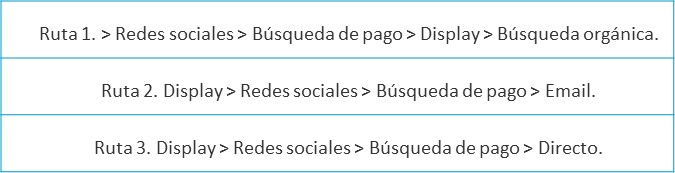 Ruta 1. > Redes sociales > Búsqueda de pago > Display > Búsqueda orgánica.
Ruta 2. Display > Redes sociales > Búsqueda de pago > Email.
Ruta 3. Display > Redes sociales > Búsqueda de pago > Directo.